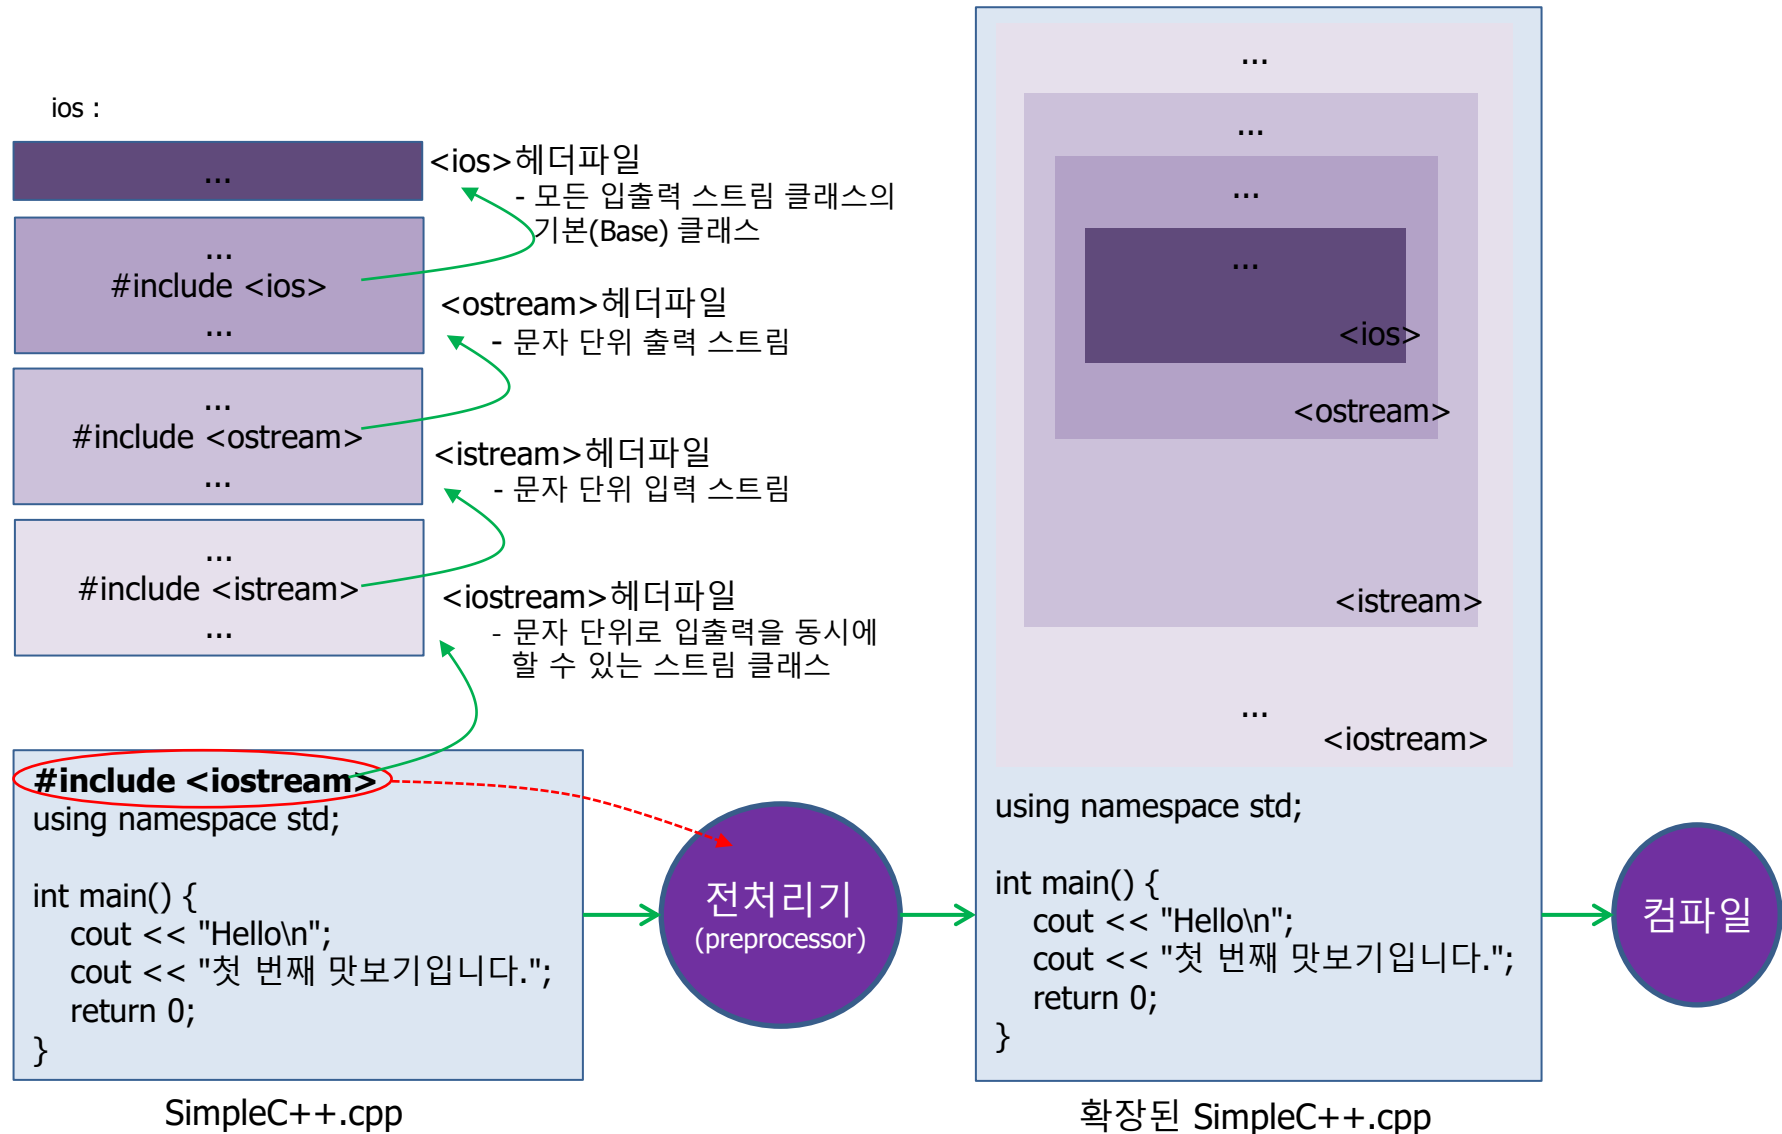 ios :
...
<ios>헤더파일
- 모든 입출력 스트림 클래스의
기본(Base) 클래스
...
#include <ios>
...
<ostream>헤더파일
- 문자 단위 출력 스트림
...
#include <ostream>
...
<istream>헤더파일
- 문자 단위 입력 스트림
...
#include <istream>
...
<iostream>헤더파일
- 문자 단위로 입출력을 동시에
할 수 있는 스트림 클래스
#include <iostream>
using namespace std;
int main() {
cout << "Hello\n";
cout << "첫 번째 맛보기입니다.";
return 0;
}
SimpleC++.cpp
전처리기
(preprocessor)
...
...
...
...
<ios>
<ostream>
<istream>
...
<iostream>
using namespace std;
int main() {
cout << "Hello\n";
cout << "첫 번째 맛보기입니다.";
return 0;
}
확장된 SimpleC++.cpp
컴파일